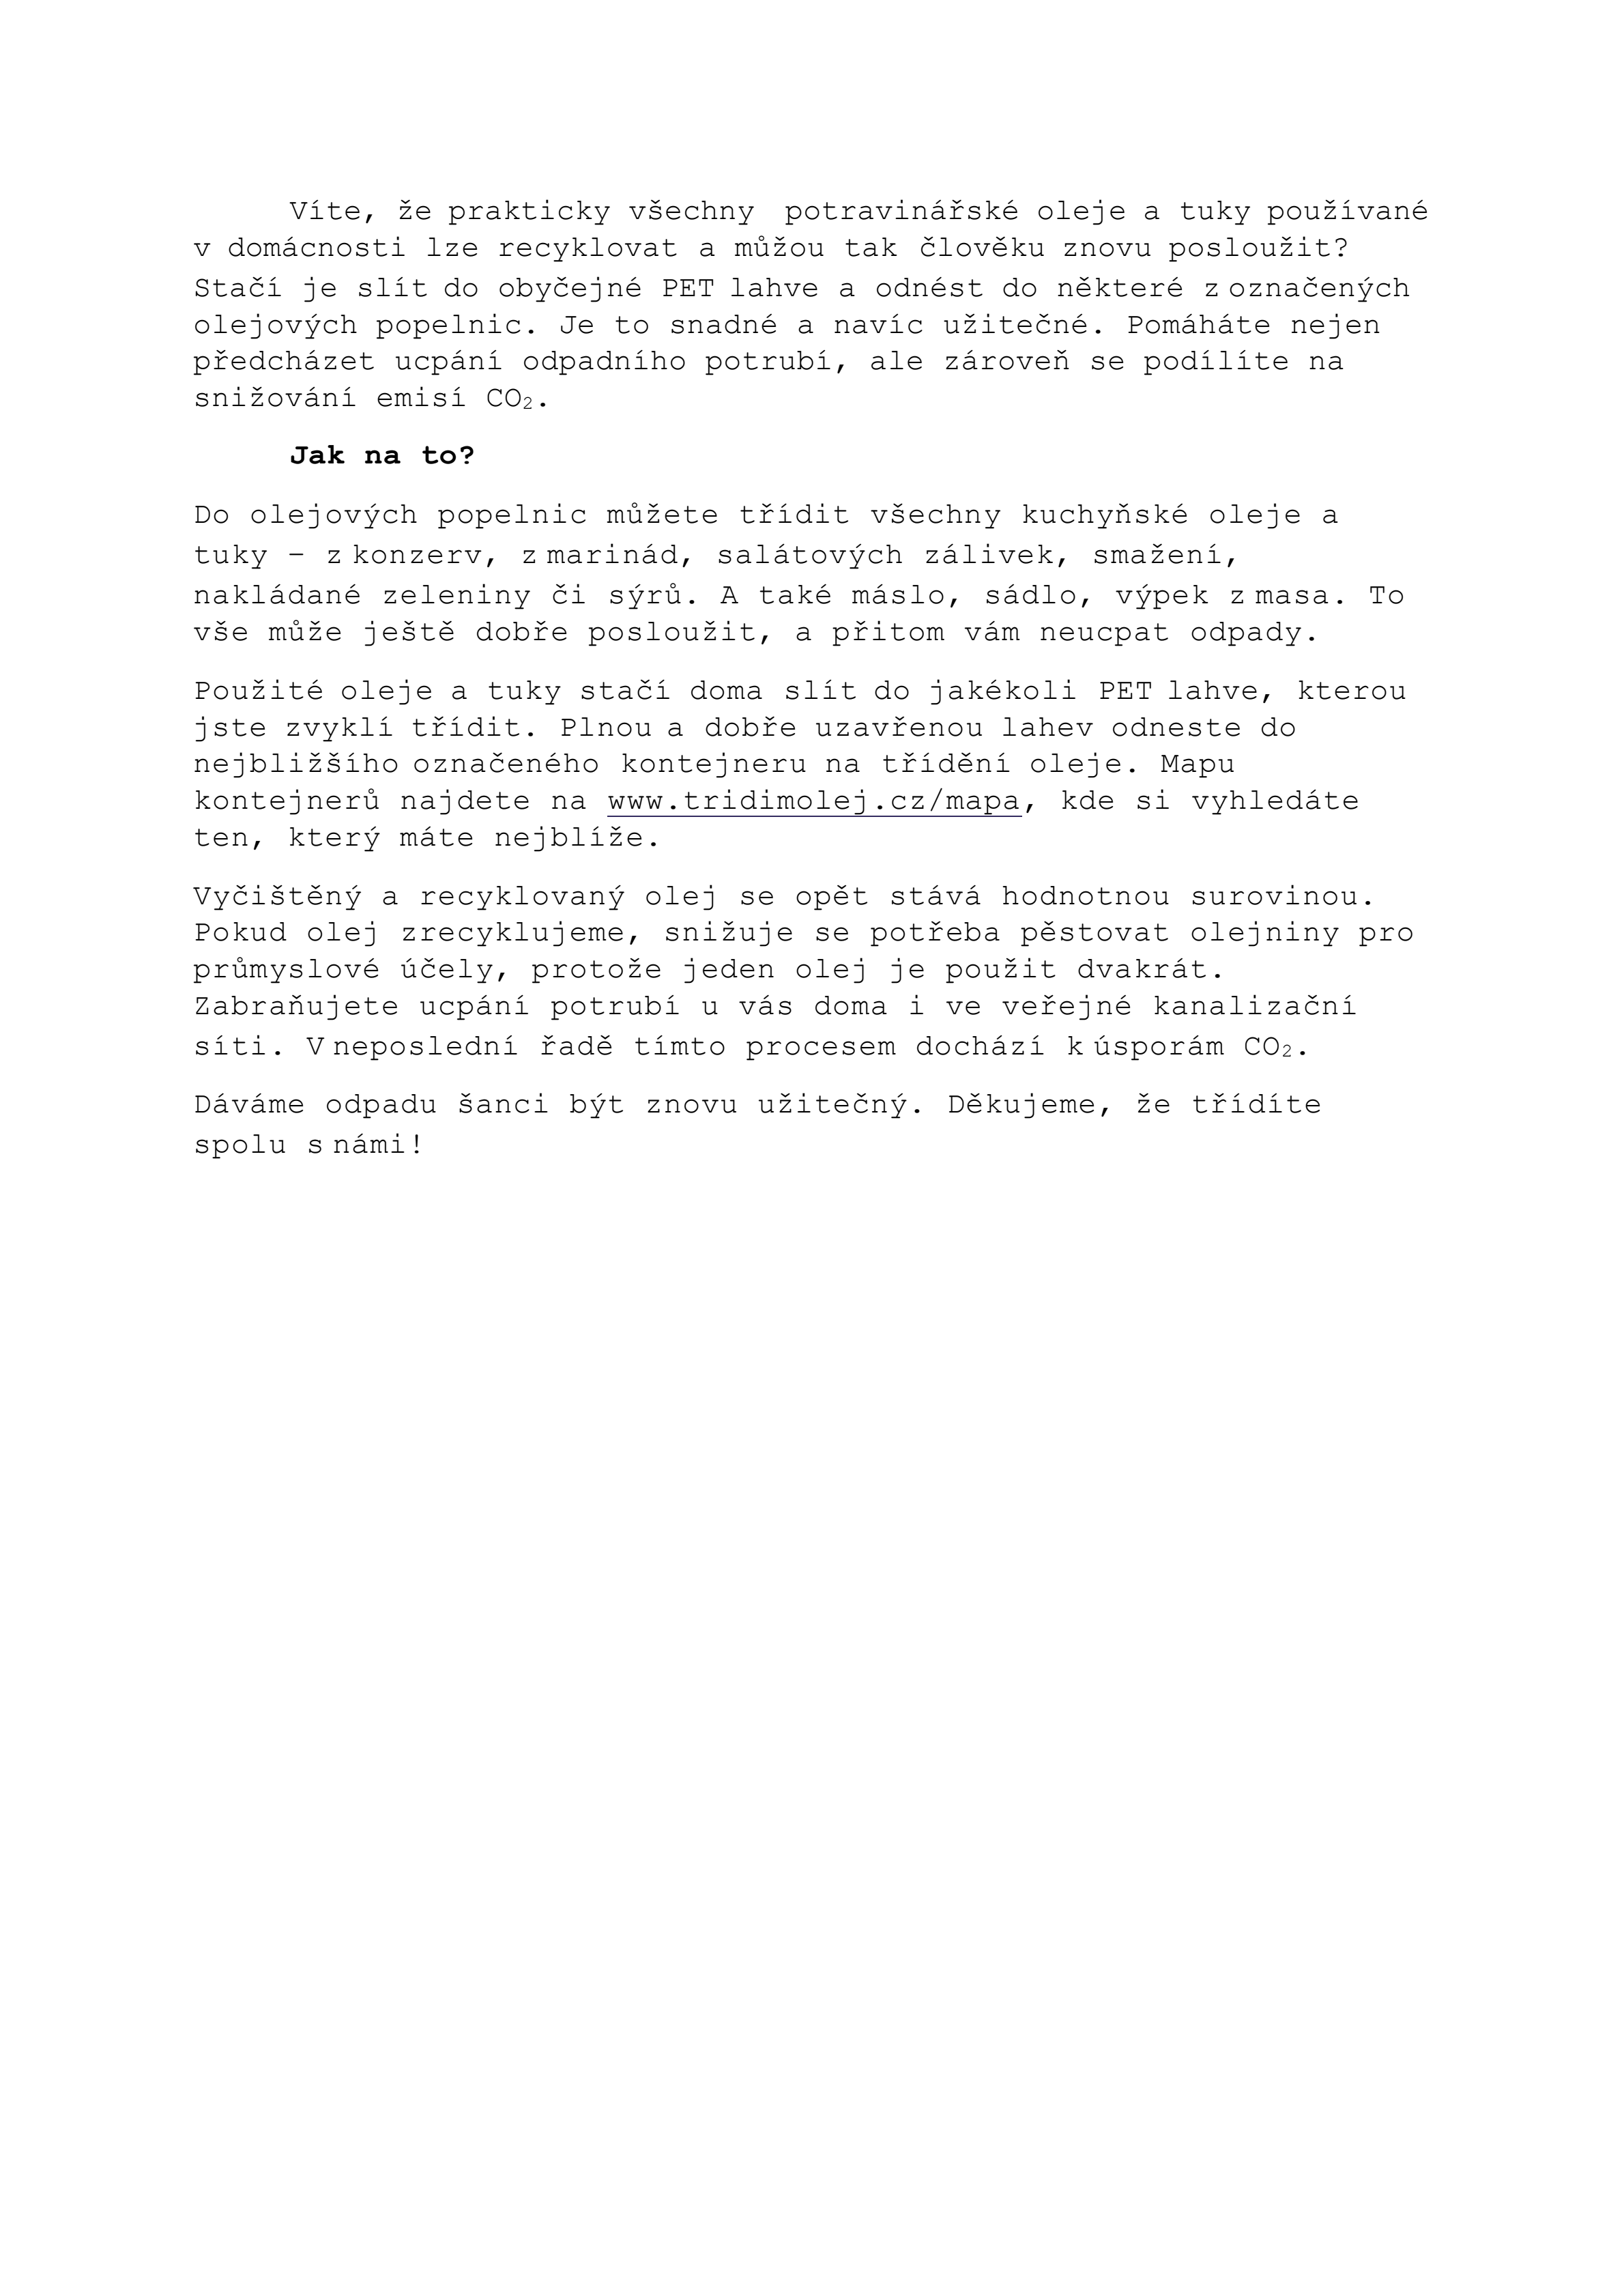 Víte, že prakticky všechny potravinářské oleje a tuky používané
v domácnosti lze recyklovat a můžou tak člověku znovu posloužit?
Stačí je slít do obyčejné PET lahve a odnést do některé z označených
olejových popelnic. Je to snadné a navíc užitečné. Pomáháte nejen
předcházet ucpání odpadního potrubí, ale zároveň se podílíte na
snižování emisí CO₂.
Jak na to?
Do olejových popelnic můžete třídit všechny kuchyňské oleje a
tuky – z konzerv, z marinád, salátových zálivek, smažení,
nakládané zeleniny či sýrů. A také máslo, sádlo, výpek z masa. To
vše může ještě dobře posloužit, a přitom vám neucpat odpady.
Použité oleje a tuky stačí doma slít do jakékoli PET lahve, kterou
jste zvyklí třídit. Plnou a dobře uzavřenou lahev odneste do
nejbližšího označeného kontejneru na třídění oleje. Mapu
kontejnerů najdete na www.tridimolej.cz/mapa, kde si vyhledáte
ten, který máte nejblíže.
Vyčištěný a recyklovaný olej se opět stává hodnotnou surovinou.
Pokud olej zrecyklujeme, snižuje se potřeba pěstovat olejniny pro
průmyslové účely, protože jeden olej je použit dvakrát.
Zabraňujete ucpání potrubí u vás doma i ve veřejné kanalizační
síti. V neposlední řadě tímto procesem dochází k úsporám CO₂.
Dáváme odpadu šanci být znovu užitečný. Děkujeme, že třídíte
spolu s námi!